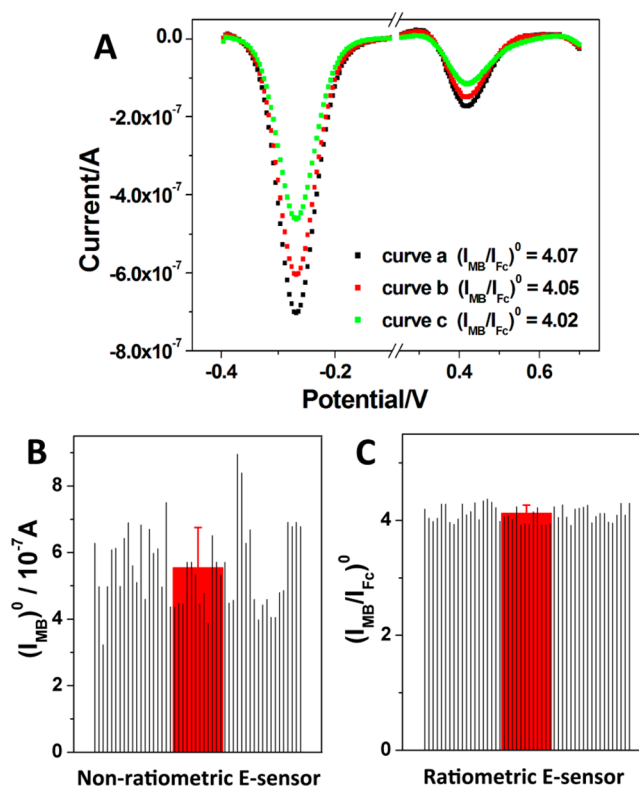 A
Current/A
0.0
-2.0x10⁻⁷
-4.0x10⁻⁷
-6.0x10⁻⁷
-8.0x10⁻⁷
curve a (I_MB/I_Fc)⁰ = 4.07
curve b (I_MB/I_Fc)⁰ = 4.05
curve c (I_MB/I_Fc)⁰ = 4.02
-0.4 -0.2 0.4 0.6
Potential/V
B
(I_MB)⁰ / 10⁻⁷A
8
6
4
2
0
Non-ratiometric E-sensor
C
(I_MB/I_Fc)⁰
4
2
0
Ratiometric E-sensor